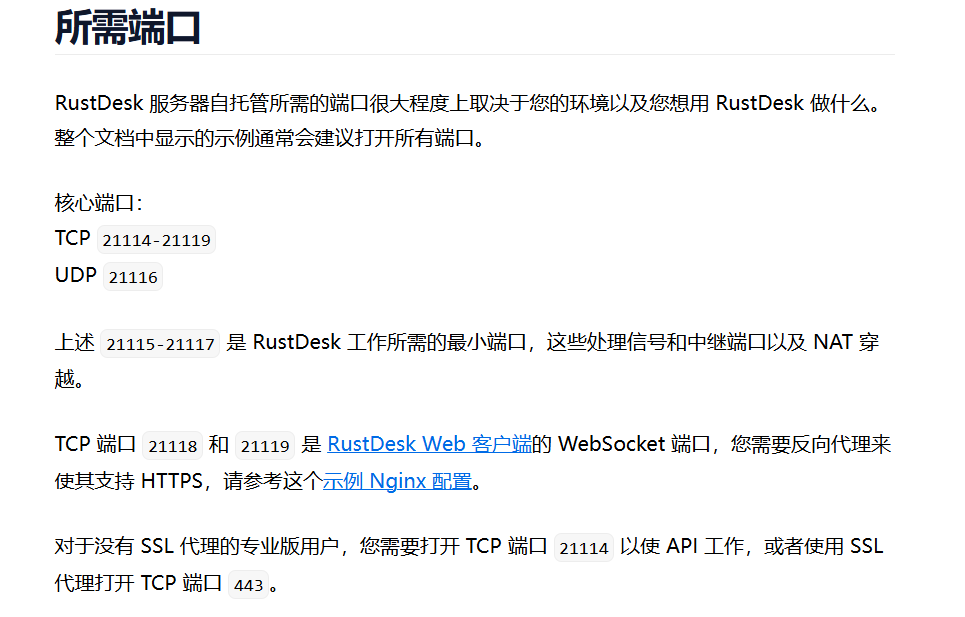 所需端口
RustDesk 服务器自托管所需的端口很大程度上取决于您的环境以及您想用 RustDesk 做什么。
整个文档中显示的示例通常会建议打开所有端口。
核心端口：
TCP 21114-21119
UDP 21116
上述 21115-21117 是 RustDesk 工作所需的最小端口，这些处理信号和中继端口以及 NAT 穿
越。
TCP 端口 21118 和 21119 是 RustDesk Web 客户端的 WebSocket 端口，您需要反向代理来
使其支持 HTTPS，请参考这个示例 Nginx 配置。
对于没有 SSL 代理的专业版用户，您需要打开 TCP 端口 21114 以使 API 工作，或者使用 SSL
代理打开 TCP 端口 443。